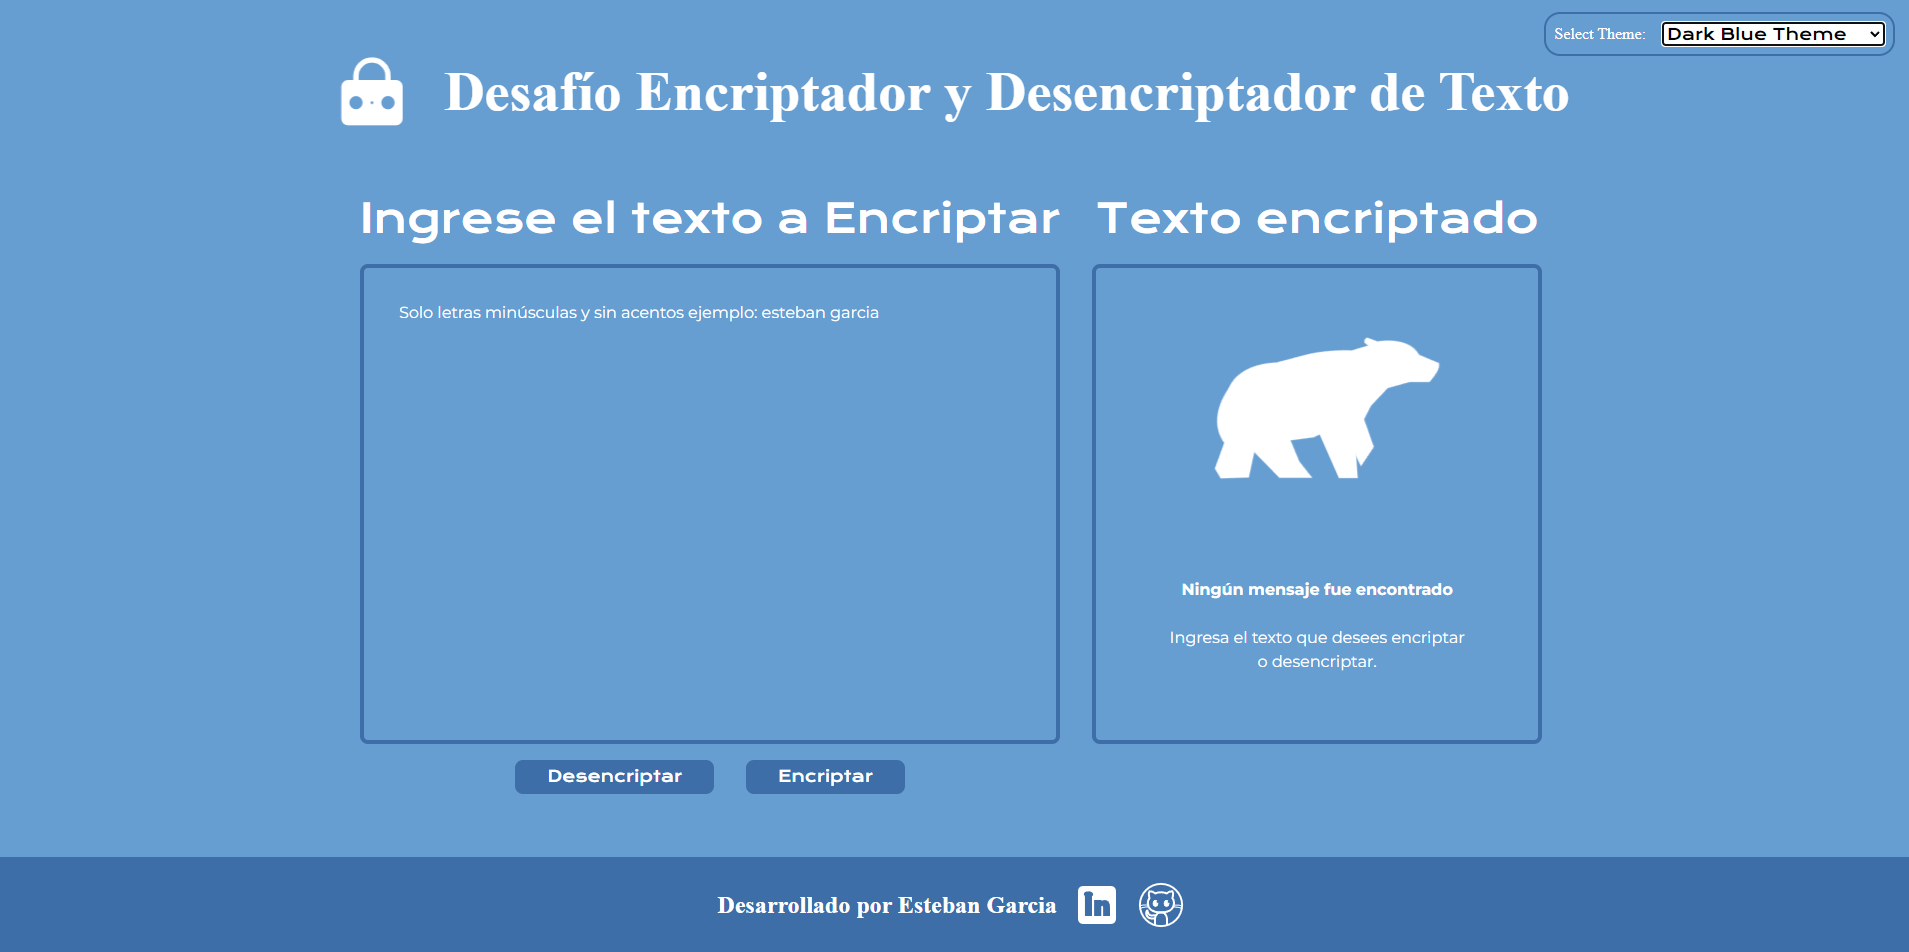 Select Theme: Dark Blue Theme
Desafío Encriptador y Desencriptador de Texto
Ingrese el texto a Encriptar
Solo letras minúsculas y sin acentos ejemplo: esteban garcia
Desencriptar
Encriptar
Texto encriptado
Ningún mensaje fue encontrado
Ingresa el texto que desees encriptar
o desencriptar.
Desarrollado por Esteban Garcia
In